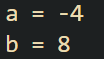 a = -4
b = 8